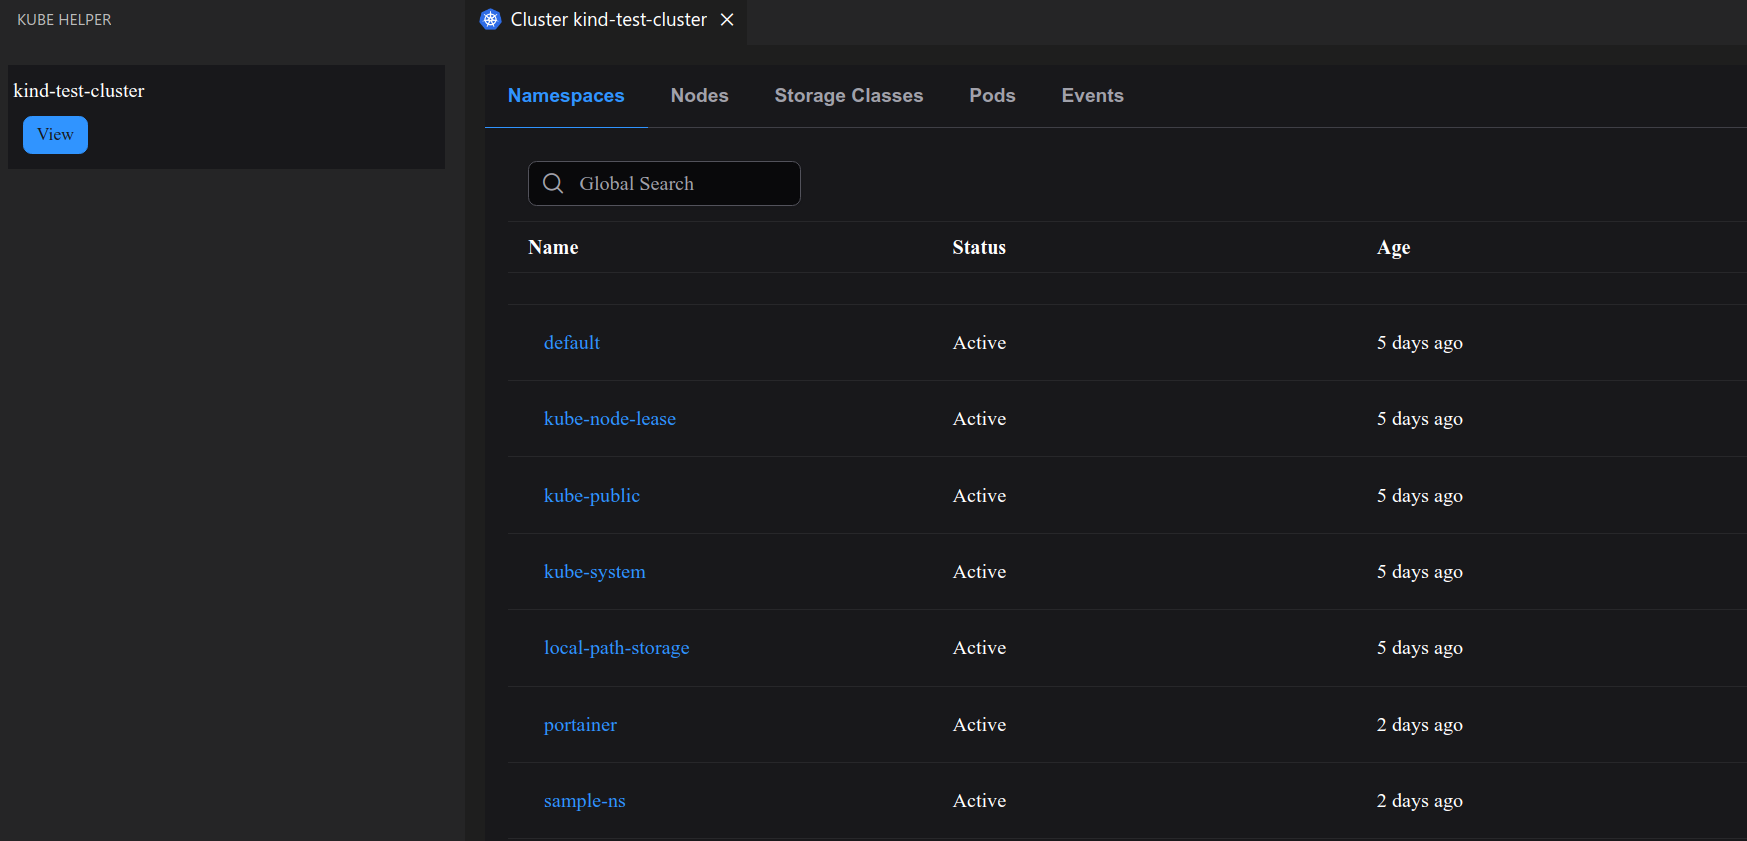 KUBE HELPER
kind-test-cluster
View
Cluster kind-test-cluster
Namespaces Nodes Storage Classes Pods Events
Global Search
Name Status Age
default Active 5 days ago
kube-node-lease Active 5 days ago
kube-public Active 5 days ago
kube-system Active 5 days ago
local-path-storage Active 5 days ago
portainer Active 2 days ago
sample-ns Active 2 days ago